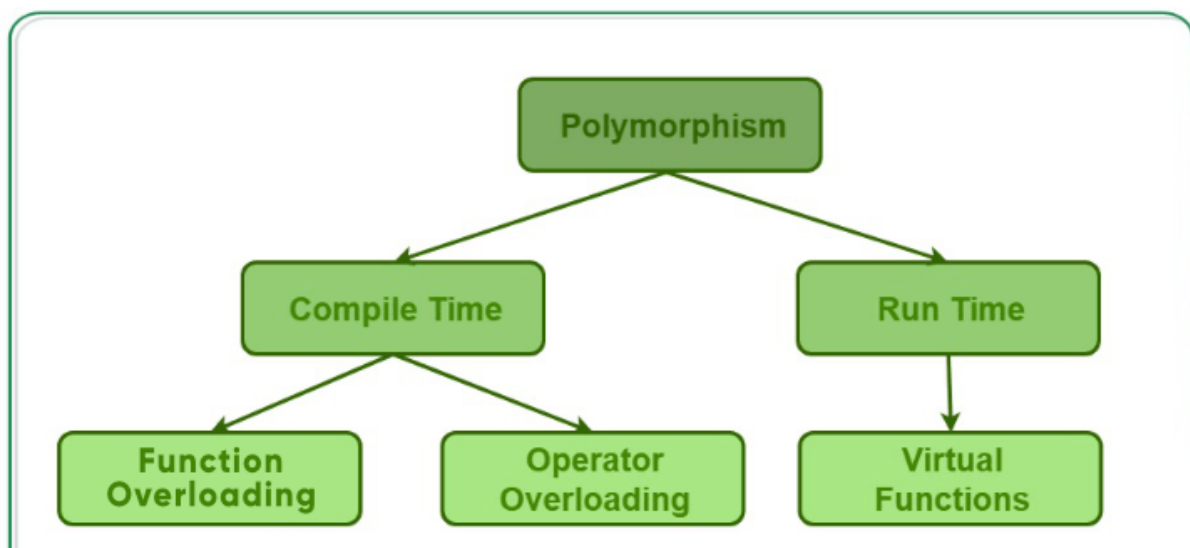 Polymorphism
Compile Time
Run Time
Function
Overloading
Operator
Overloading
Virtual
Functions